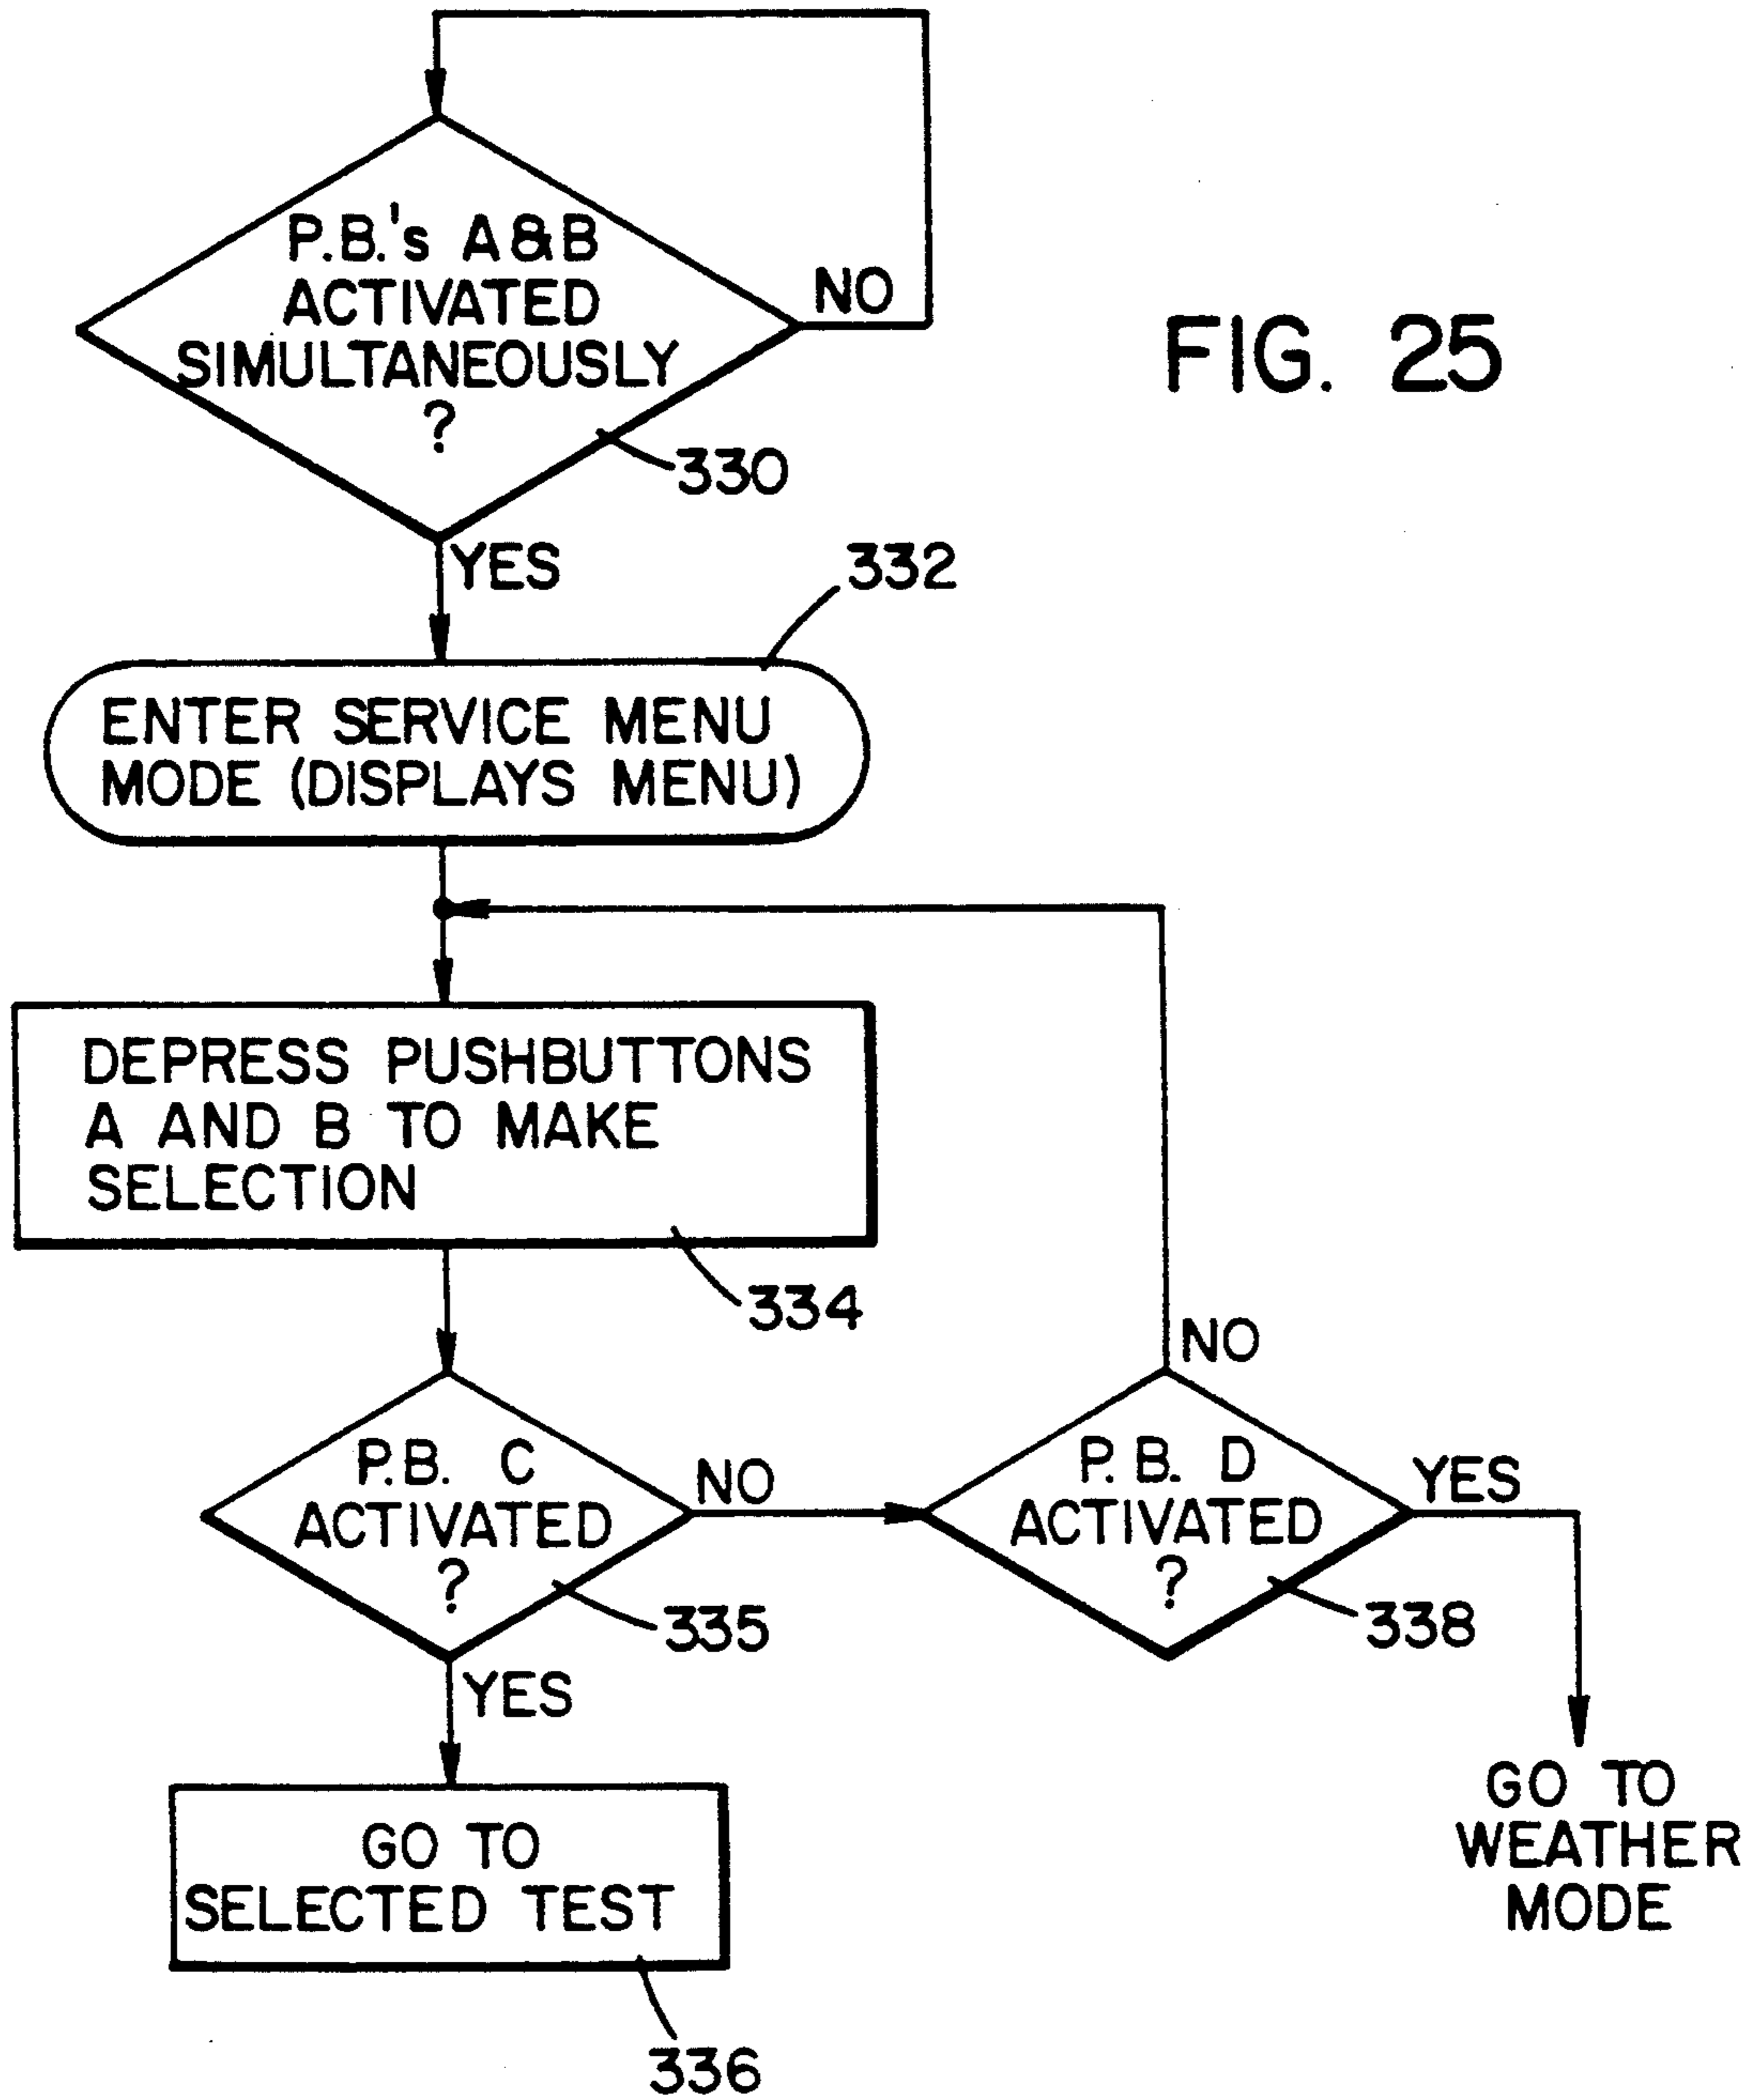 P.B.'s A&B
ACTIVATED
SIMULTANEOUSLY
?
NO
FIG. 25
330
YES
332
ENTER SERVICE MENU
MODE (DISPLAYS MENU)
DEPRESS PUSHBUTTONS
A AND B TO MAKE
SELECTION
334
P.B. C
ACTIVATED
?
NO
335
YES
NO
P.B. D
ACTIVATED
?
YES
338
GO TO
SELECTED TEST
336
GO TO
WEATHER
MODE